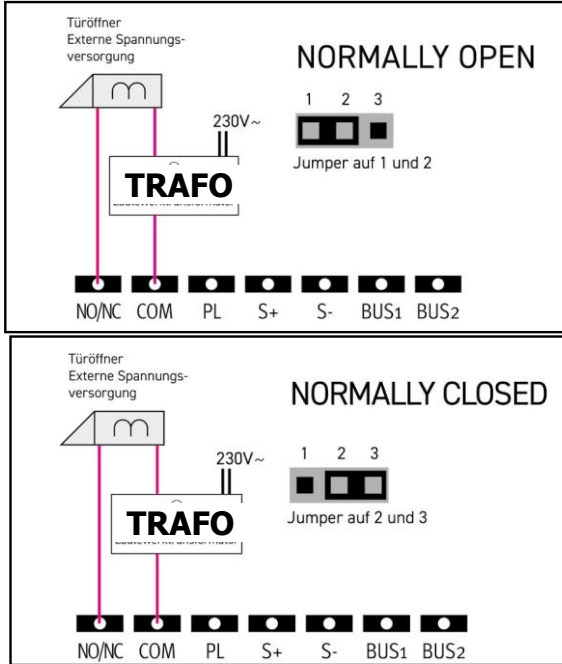 Türöffner
Externe Spannungs-
versorgung
NORMALLY OPEN
1 2 3
230V~
Jumper auf 1 und 2
TRAFO
NO/NC COM PL S+ S- BUS1 BUS2
Türöffner
Externe Spannungs-
versorgung
NORMALLY CLOSED
1 2 3
230V~
Jumper auf 2 und 3
TRAFO
NO/NC COM PL S+ S- BUS1 BUS2